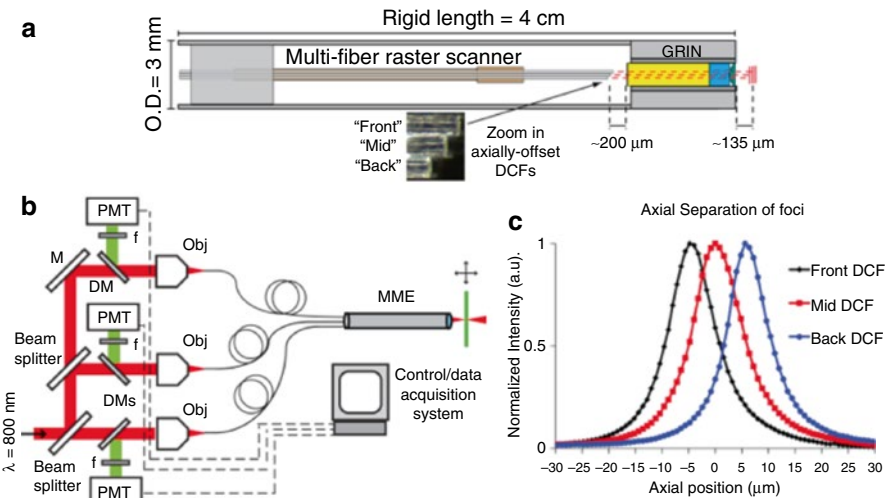 a
Rigid length = 4 cm
O.D.= 3 mm
Multi-fiber raster scanner
GRIN
“Front”
“Mid”
“Back”
Zoom in
axially-offset
DCFs
~200 μm
~135 μm
b
PMT
f
M
DM
Obj
PMT
f
Beam
splitter
DMs
Obj
MME
Control/data
acquisition
system
Obj
λ = 800 nm
f
Beam
splitter
PMT
c
Axial Separation of foci
Normalized Intensity (a.u.)
1
0.5
0
Front DCF
Mid DCF
Back DCF
−30 −25 −20 −15 −10 −5 0 5 10 15 20 25 30
Axial position (μm)